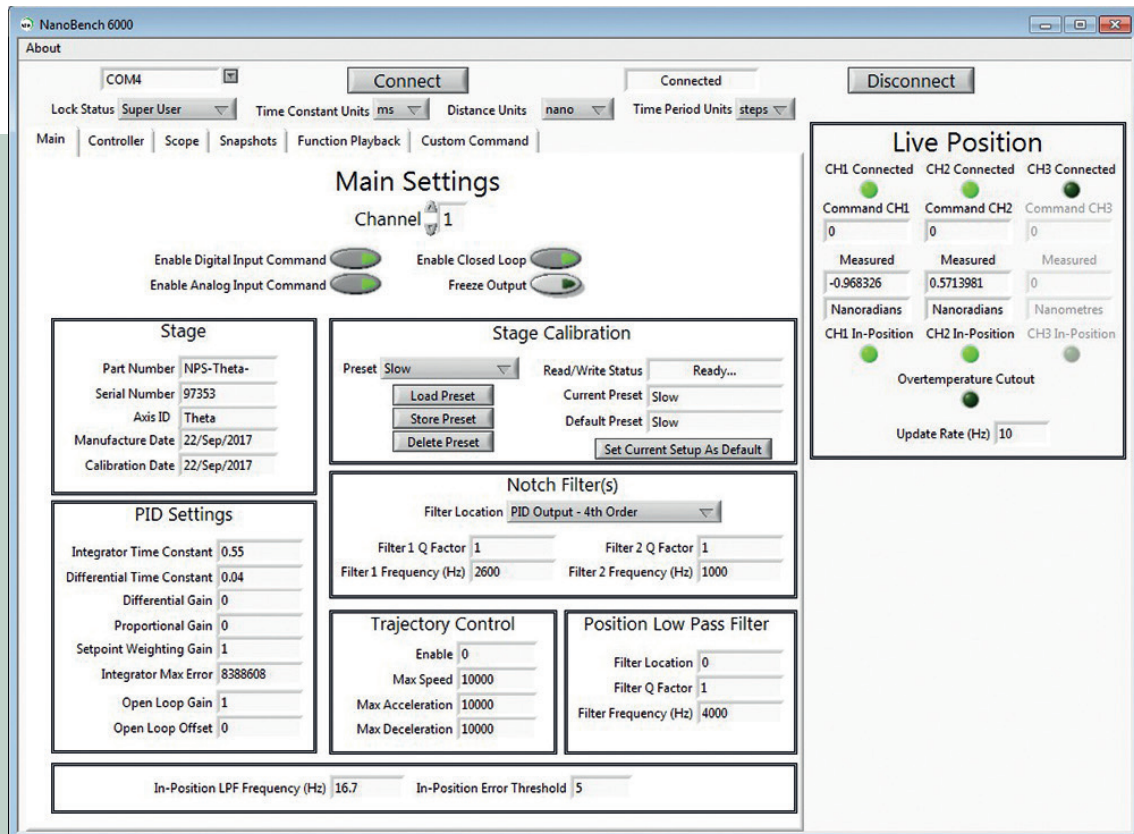 NanoBench 6000
About
COM4 Connect Connected Disconnect
Lock Status Super User Time Constant Units ms Distance Units nano Time Period Units steps
Main Controller Scope Snapshots Function Playback Custom Command
Main Settings
Channel 1
Enable Digital Input Command Enable Closed Loop
Enable Analog Input Command Freeze Output
Stage
Part Number NPS-Theta-
Serial Number 97353
Axis ID Theta
Manufacture Date 22/Sep/2017
Calibration Date 22/Sep/2017
Stage Calibration
Preset Slow Read/Write Status Ready...
Load Preset Current Preset Slow
Store Preset Default Preset Slow
Delete Preset Set Current Setup As Default
PID Settings
Integrator Time Constant 0.55
Differential Time Constant 0.04
Differential Gain 0
Proportional Gain 0
Setpoint Weighting Gain 1
Integrator Max Error 8388608
Open Loop Gain 1
Open Loop Offset 0
Notch Filter(s)
Filter Location PID Output - 4th Order
Filter 1 Q Factor 1 Filter 2 Q Factor 1
Filter 1 Frequency (Hz) 2600 Filter 2 Frequency (Hz) 1000
Trajectory Control
Enable 0
Max Speed 10000
Max Acceleration 10000
Max Deceleration 10000
Position Low Pass Filter
Filter Location 0
Filter Q Factor 1
Filter Frequency (Hz) 4000
In-Position LPF Frequency (Hz) 16.7 In-Position Error Threshold 5
Live Position
CH1 Connected CH2 Connected CH3 Connected
Command CH1 Command CH2 Command CH3
0 0 0
Measured Measured Measured
-0.968326 0.5713981 0
Nanoradians Nanoradians Nanometres
CH1 In-Position CH2 In-Position CH3 In-Position
Overtemperature Cutout
Update Rate (Hz) 10